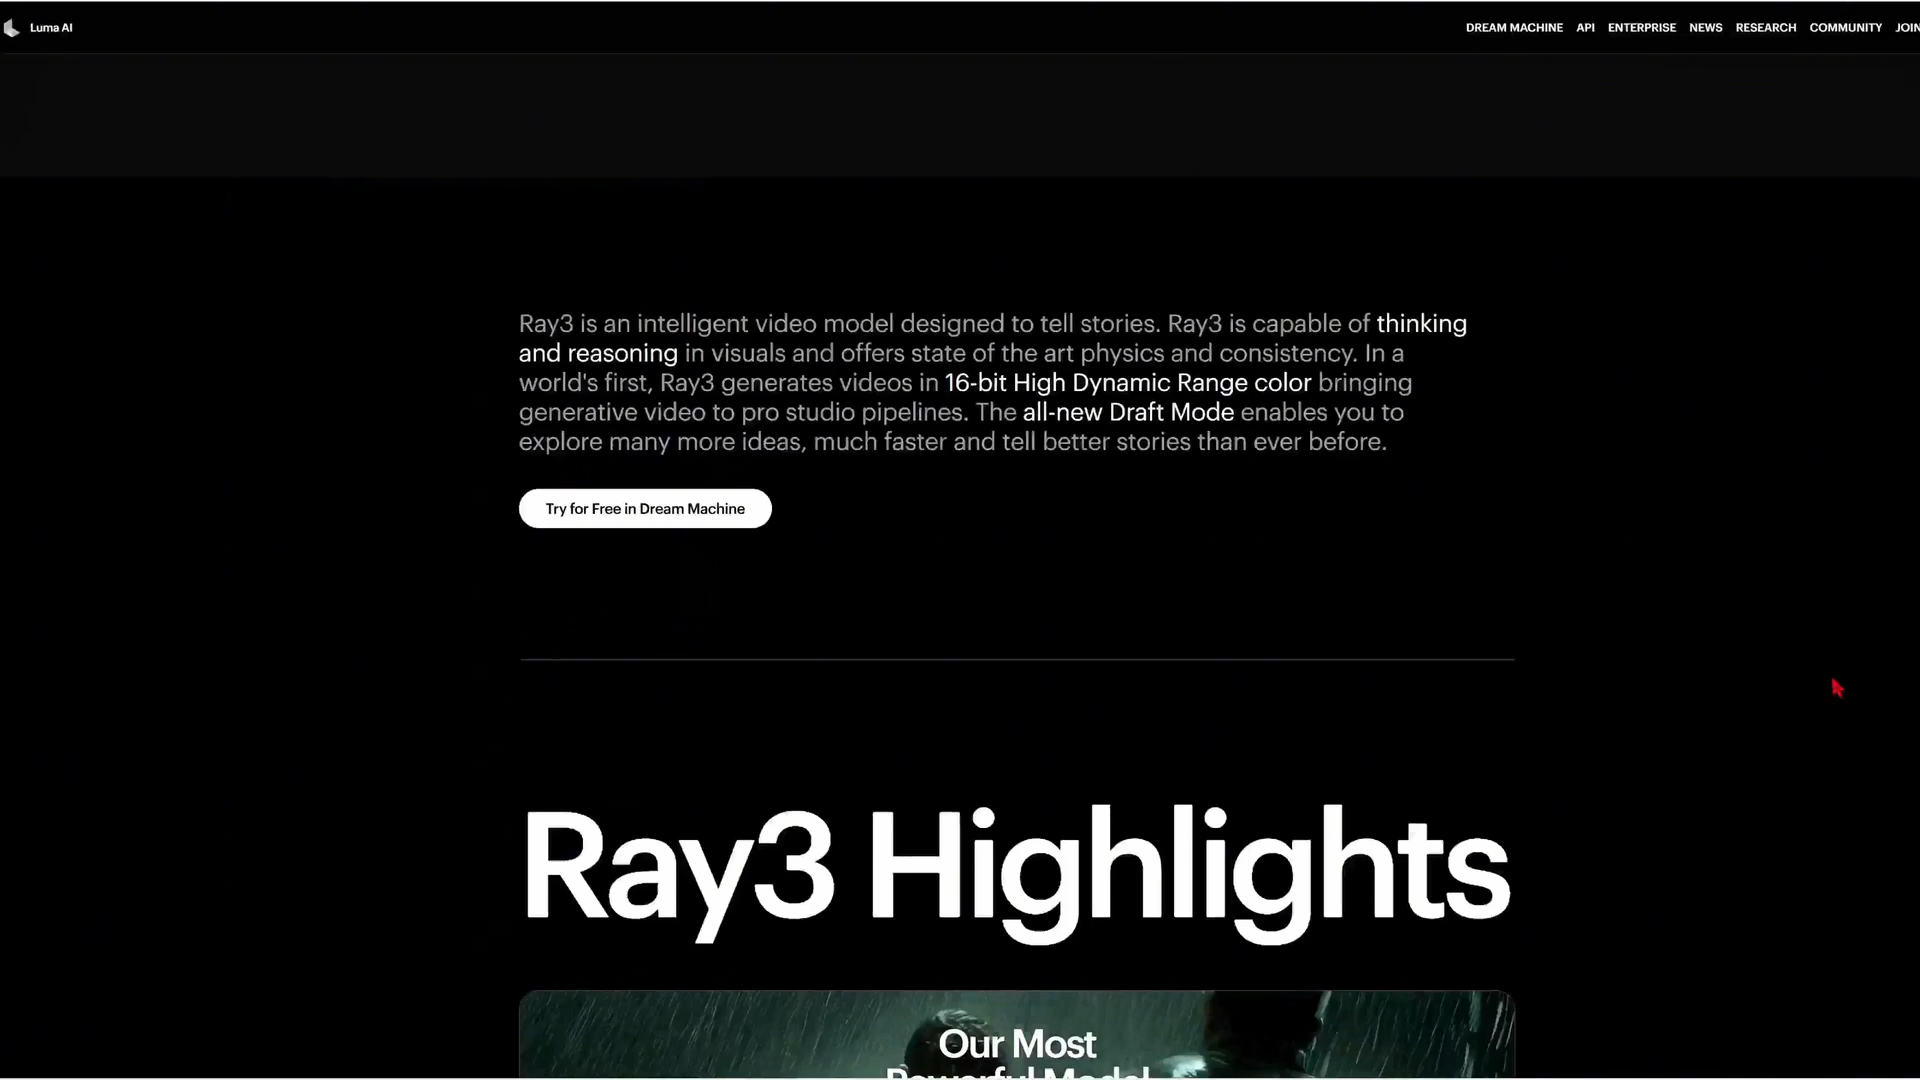 Luma AI
DREAM MACHINE API ENTERPRISE NEWS RESEARCH COMMUNITY JOIN
Ray3 is an intelligent video model designed to tell stories. Ray3 is capable of thinking
and reasoning in visuals and offers state of the art physics and consistency. In a
world's first, Ray3 generates videos in 16-bit High Dynamic Range color bringing
generative video to pro studio pipelines. The all-new Draft Mode enables you to
explore many more ideas, much faster and tell better stories than ever before.
Try for Free in Dream Machine
Ray3 Highlights
Our Most
Powerful Model